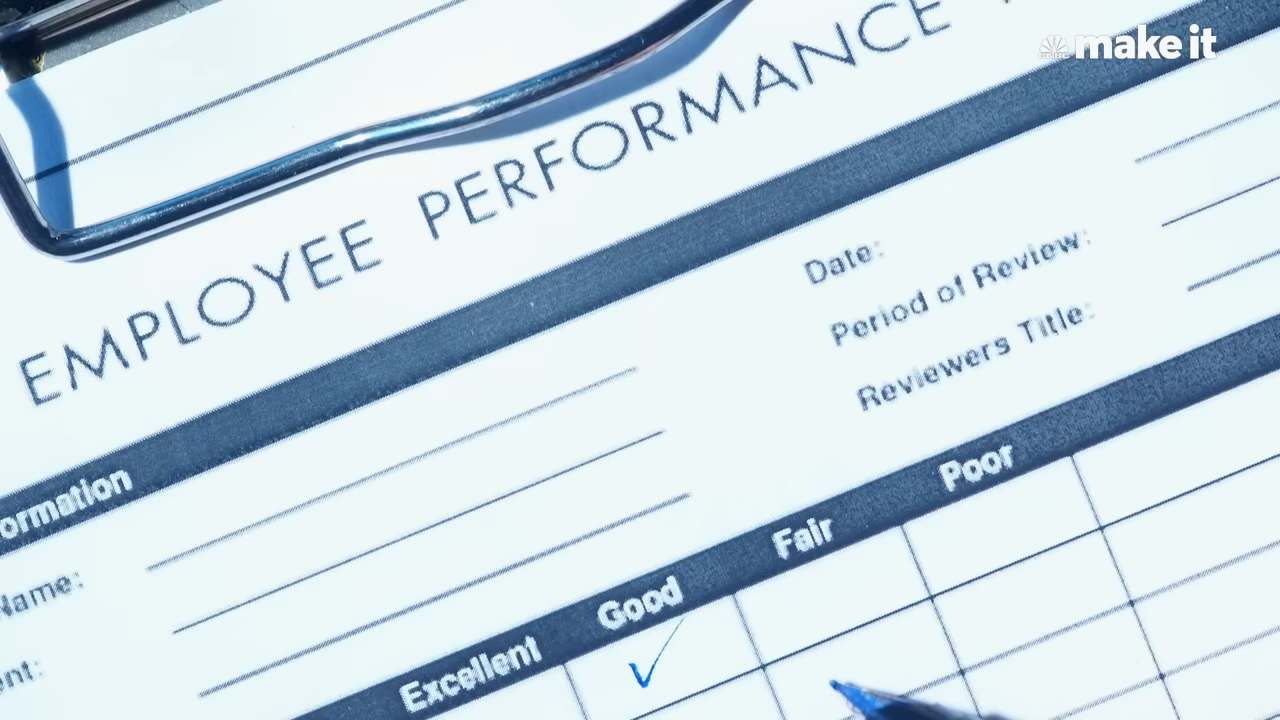 make it
EMPLOYEE PERFORMANCE
Date:
Period of Review:
Reviewers Title:
ormation
Name:
ent:
Excellent Good Fair Poor